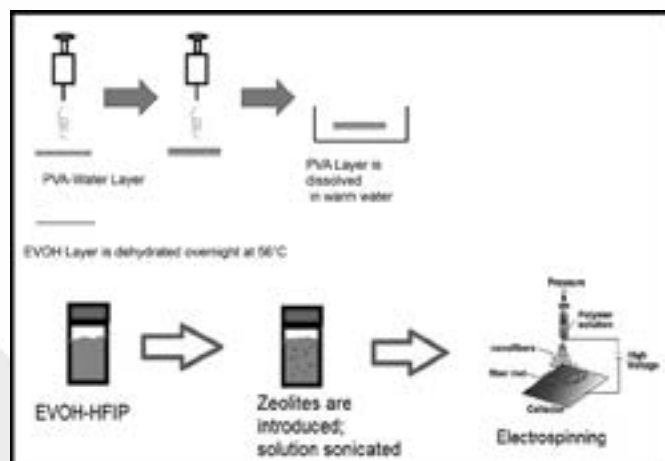 PVA-Water Layer
PVA Layer is
dissolved
in warm water
EVOH Layer is dehydrated overnight at 56°C
EVOH-HFIP
Zeolites are
introduced;
solution sonicated
Pressure
Polymer
solution
nanofibers
High
Voltage
fiber mat
Collector
Electrospinning